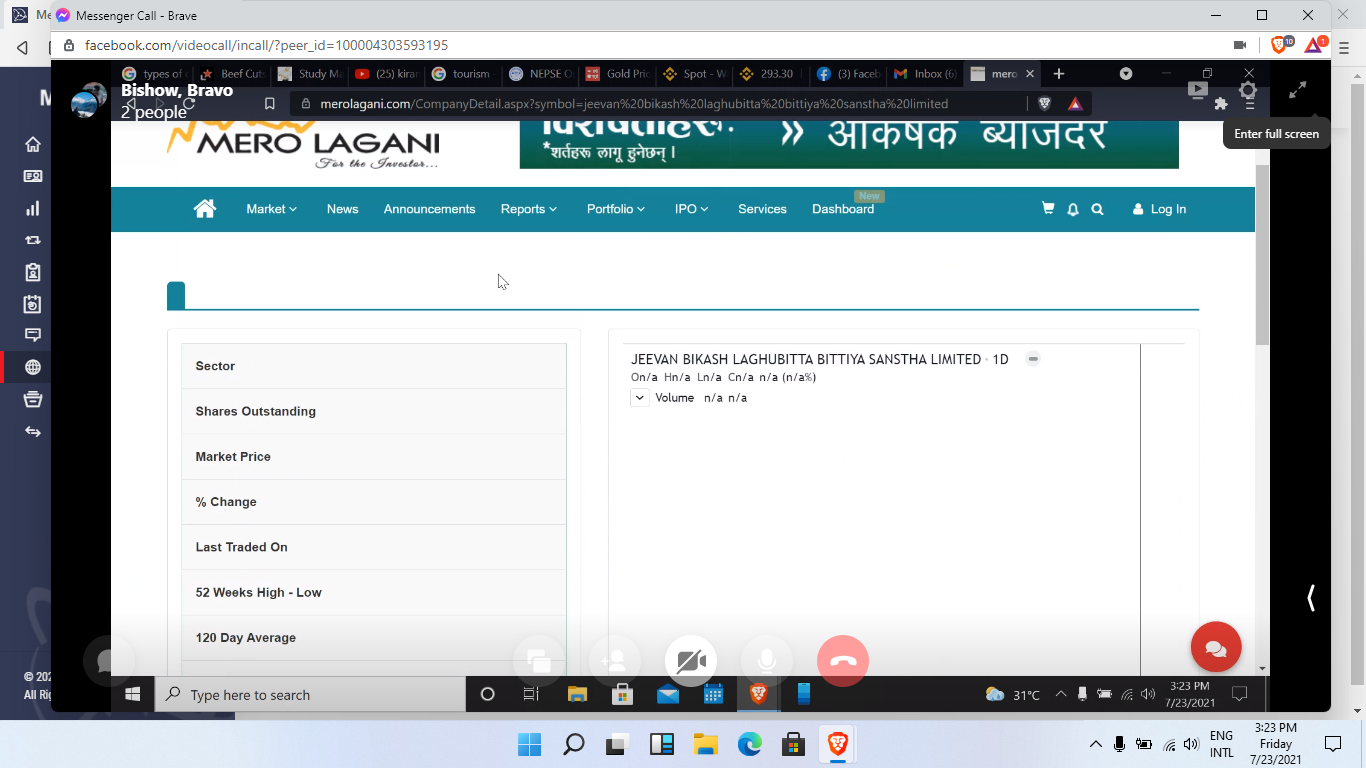 Me
Messenger Call - Brave
facebook.com/videocall/incall/?peer_id=100004303593195
10
1
types of
Beef Cut
Study M
(25) kirar
tourism
NEPSE O
Gold Pric
Spot - W
293.30
(3) Faceb
Inbox (6)
mero
Bishow, Bravo
2 people
merolagani.com/CompanyDetail.aspx?symbol=jeevan%20bikash%20laghubitta%20bittiya%20sanstha%20limited
Enter full screen
M
MERO LAGANI
For the Investor...
विशेषताहरू:
*शर्तहरू लागू हुनेछन् ।
» आकर्षक ब्याजदर
New
Market
News
Announcements
Reports
Portfolio
IPO
Services
Dashboard
Log In
Sector
Shares Outstanding
Market Price
% Change
Last Traded On
52 Weeks High - Low
120 Day Average
JEEVAN BIKASH LAGHUBITTA BITTIYA SANSTHA LIMITED · 1D
On/a Hn/a Ln/a Cn/a n/a (n/a%)
Volume n/a n/a
© 202
All Ri
Type here to search
31°C
3:23 PM
7/23/2021
ENG
INTL
3:23 PM
Friday
7/23/2021